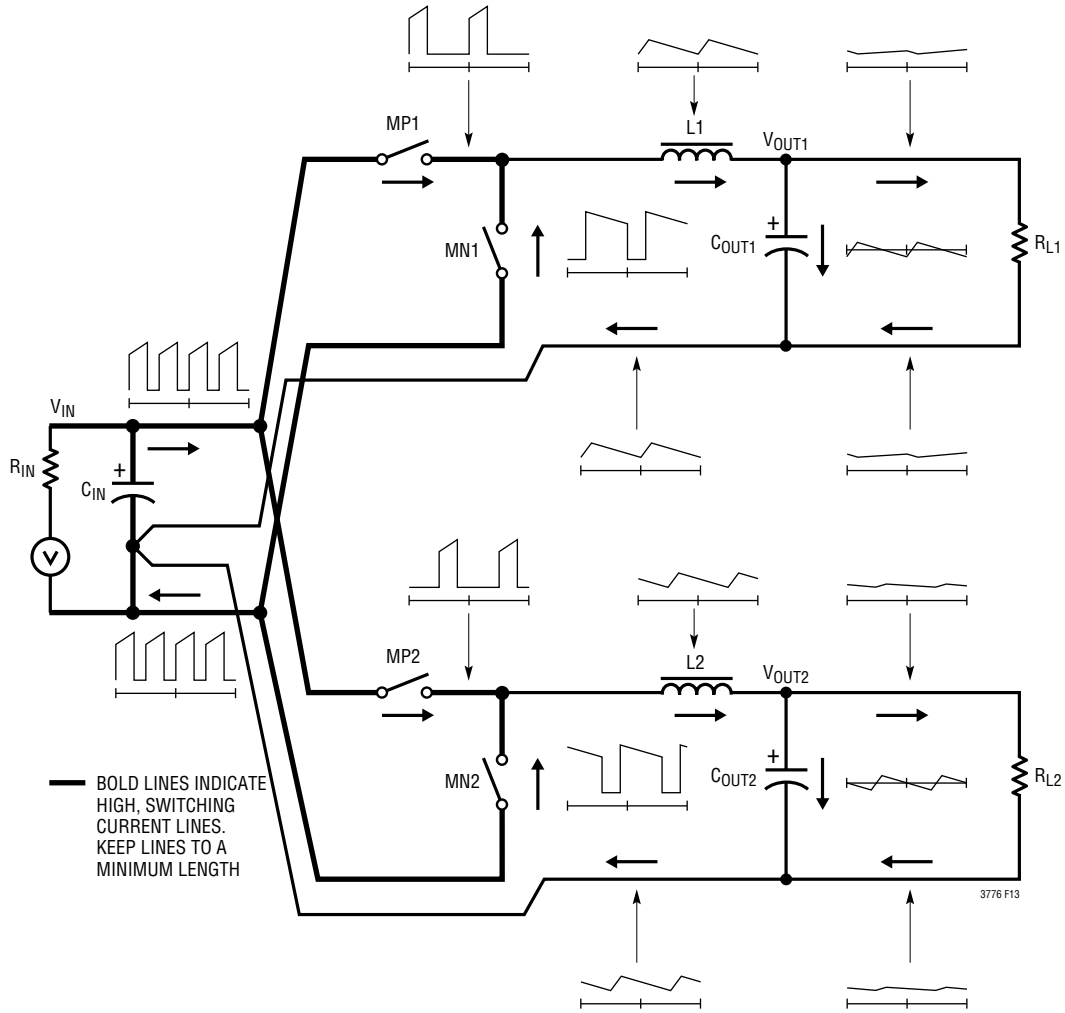 MP1
L1
VOUT1
MN1
COUT1
+
RL1
VIN
RIN
+
CIN
V
MP2
L2
VOUT2
MN2
COUT2
+
RL2
BOLD LINES INDICATE
HIGH, SWITCHING
CURRENT LINES.
KEEP LINES TO A
MINIMUM LENGTH
3776 F13